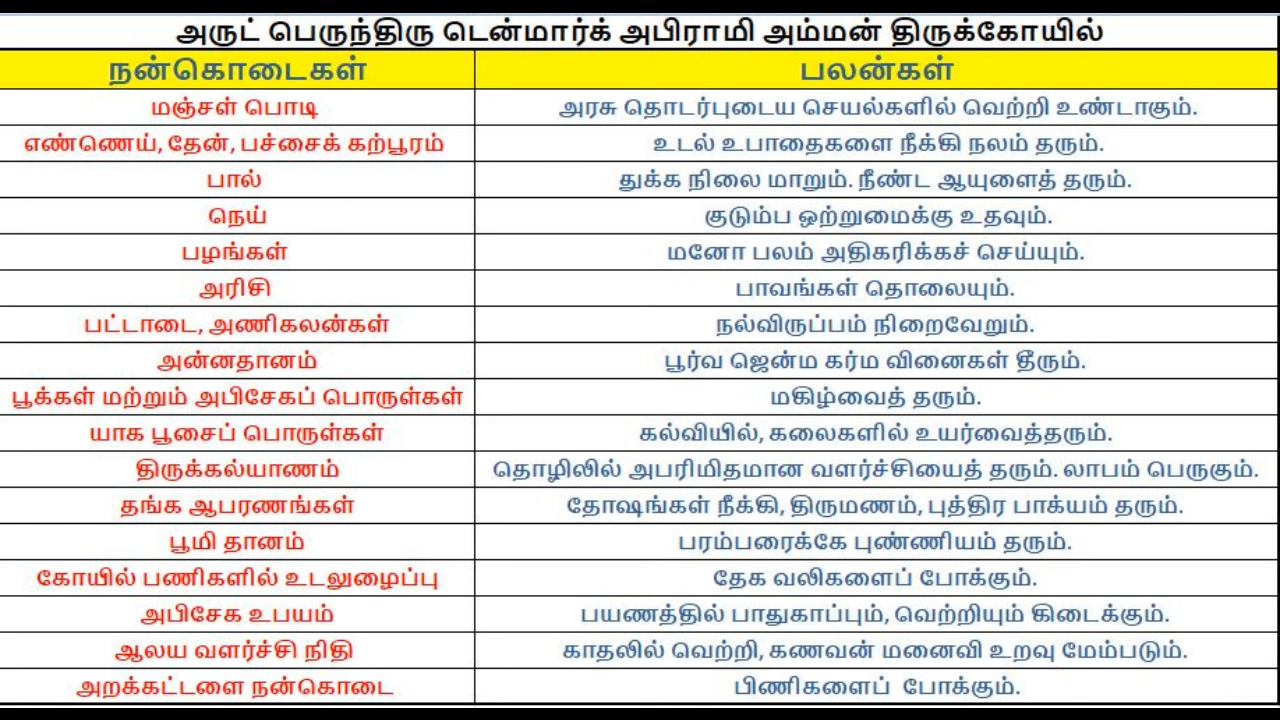 அருட் பெருந்திரு டென்மார்க் அபிராமி அம்மன் திருக்கோயில்
நன்கொடைகள் பலன்கள்
மஞ்சள் பொடி அரசு தொடர்புடைய செயல்களில் வெற்றி உண்டாகும்.
எண்ணெய், தேன், பச்சைக் கற்பூரம் உடல் உபாதைகளை நீக்கி நலம் தரும்.
பால் துக்க நிலை மாறும். நீண்ட ஆயுளைத் தரும்.
நெய் குடும்ப ஒற்றுமைக்கு உதவும்.
பழங்கள் மனோ பலம் அதிகரிக்கச் செய்யும்.
அரிசி பாவங்கள் தொலையும்.
பட்டாடை, அணிகலன்கள் நல்விருப்பம் நிறைவேறும்.
அன்னதானம் பூர்வ ஜென்ம கர்ம வினைகள் தீரும்.
பூக்கள் மற்றும் அபிசேகப் பொருள்கள் மகிழ்வைத் தரும்.
யாக பூசைப் பொருள்கள் கல்வியில், கலைகளில் உயர்வைத்தரும்.
திருக்கல்யாணம் தொழிலில் அபரிமிதமான வளர்ச்சியைத் தரும். லாபம் பெருகும்.
தங்க ஆபரணங்கள் தோஷங்கள் நீக்கி, திருமணம், புத்திர பாக்யம் தரும்.
பூமி தானம் பரம்பரைக்கே புண்ணியம் தரும்.
கோயில் பணிகளில் உடலுழைப்பு தேக வலிகளைப் போக்கும்.
அபிசேக உபயம் பயணத்தில் பாதுகாப்பும், வெற்றியும் கிடைக்கும்.
ஆலய வளர்ச்சி நிதி காதலில் வெற்றி, கணவன் மனைவி உறவு மேம்படும்.
அறக்கட்டளை நன்கொடை பிணிகளைப் போக்கும்.